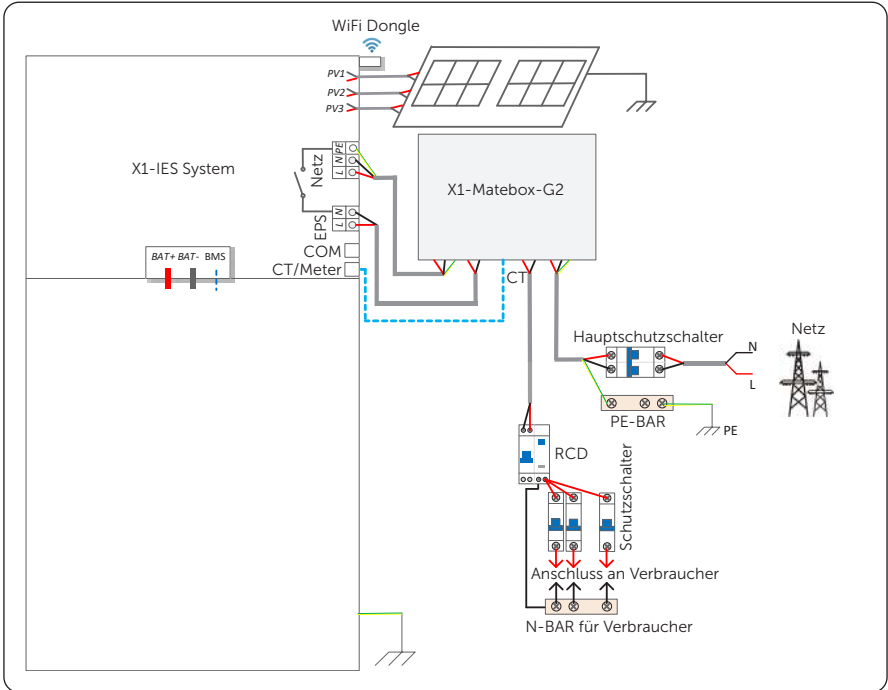 WiFi Dongle
PV1
PV2
PV3
X1-IES System
Netz
PE
N
L
X1-Matebox-G2
EPS
N
L
BAT+ BAT- BMS
COM
CT/Meter
CT
Hauptschutzschalter
Netz
N
L
PE-BAR
PE
RCD
Schutzschalter
Anschluss an Verbraucher
N-BAR für Verbraucher